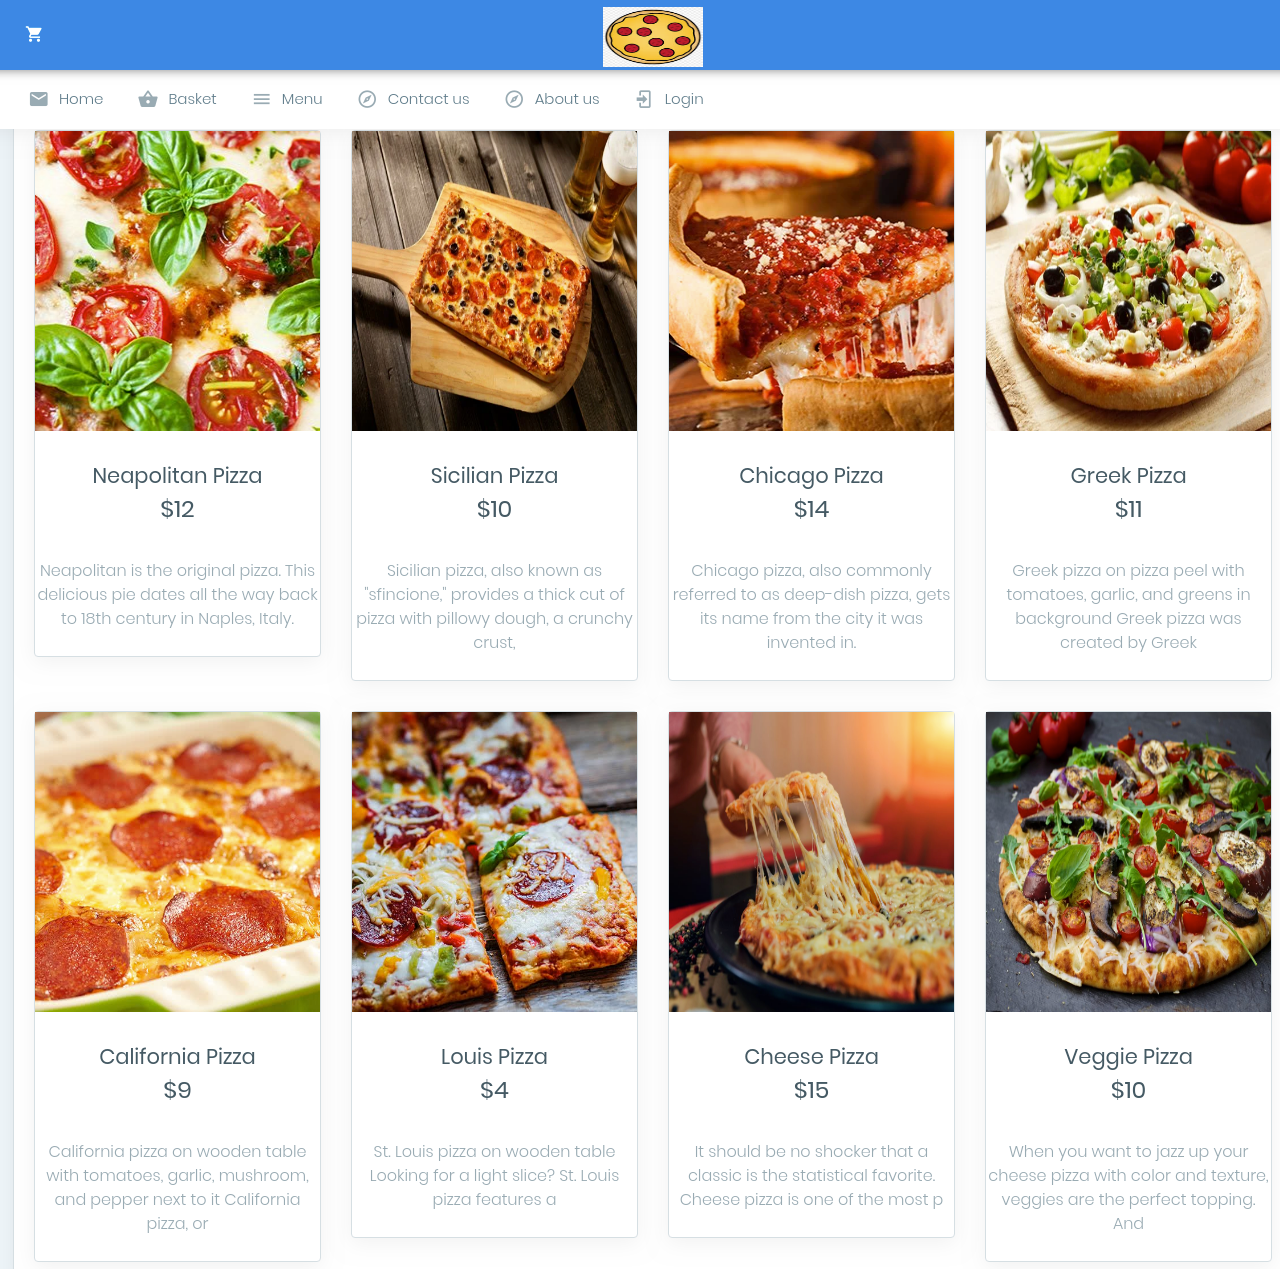 Home Basket Menu Contact us About us Login
Neapolitan Pizza
$12
Neapolitan is the original pizza. This
delicious pie dates all the way back
to 18th century in Naples, Italy.
Sicilian Pizza
$10
Sicilian pizza, also known as
"sfincione," provides a thick cut of
pizza with pillowy dough, a crunchy
crust,
Chicago Pizza
$14
Chicago pizza, also commonly
referred to as deep-dish pizza, gets
its name from the city it was
invented in.
Greek Pizza
$11
Greek pizza on pizza peel with
tomatoes, garlic, and greens in
background Greek pizza was
created by Greek
California Pizza
$9
California pizza on wooden table
with tomatoes, garlic, mushroom,
and pepper next to it California
pizza, or
Louis Pizza
$4
St. Louis pizza on wooden table
Looking for a light slice? St. Louis
pizza features a
Cheese Pizza
$15
It should be no shocker that a
classic is the statistical favorite.
Cheese pizza is one of the most p
Veggie Pizza
$10
When you want to jazz up your
cheese pizza with color and texture,
veggies are the perfect topping.
And